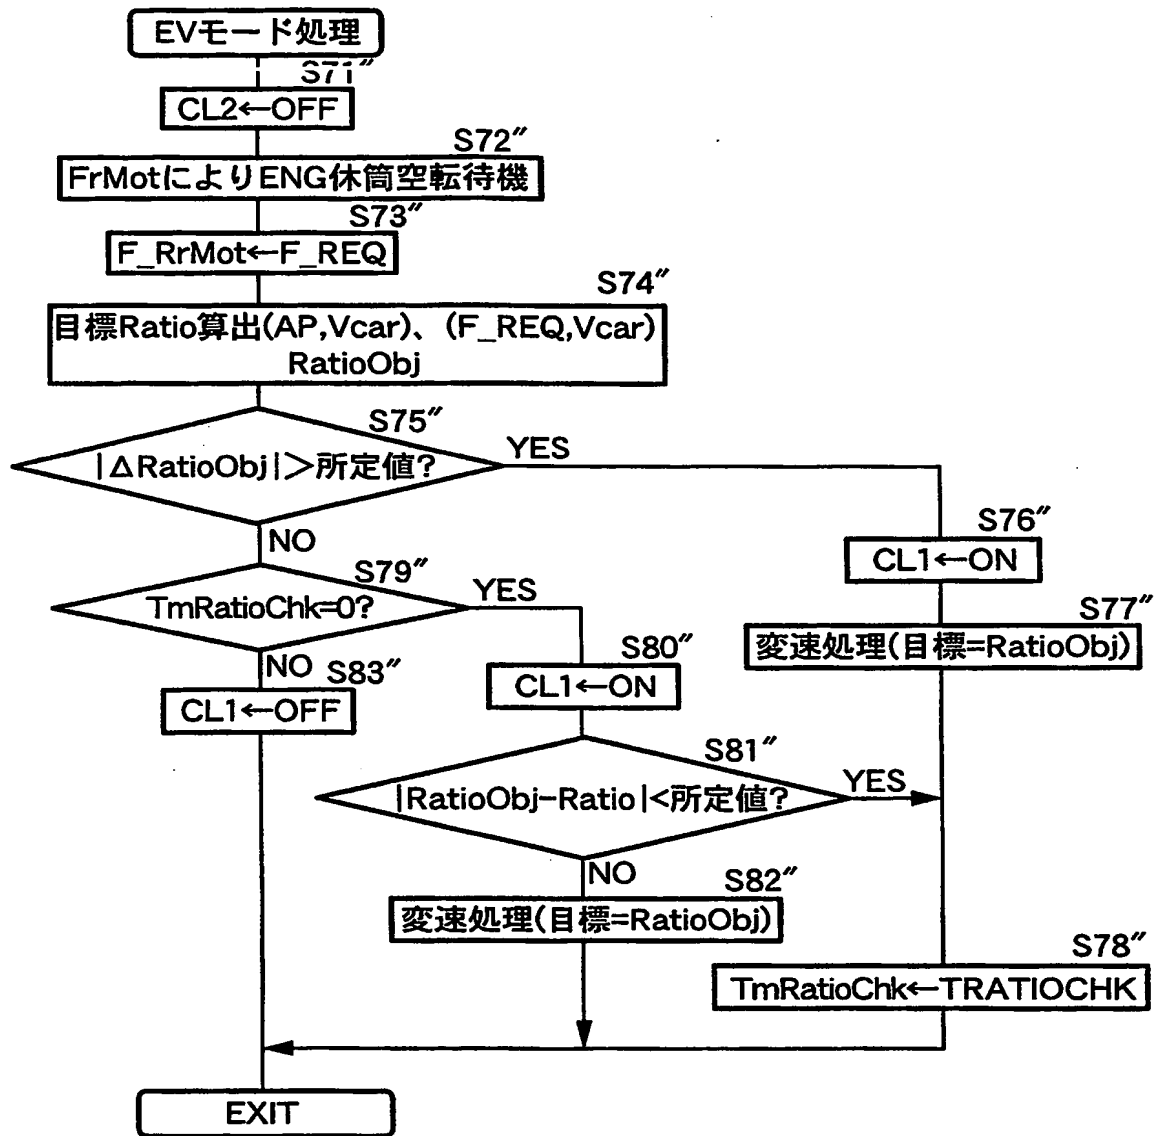 EVモード処理
S71″
CL2←OFF
S72″
FrMotによりENG休筒空転待機
S73″
F_RrMot←F_REQ
S74″
目標Ratio算出(AP,Vcar)、(F_REQ,Vcar)
RatioObj
S75″
|ΔRatioObj|>所定値?
YES
NO
S76″
CL1←ON
S77″
変速処理(目標=RatioObj)
S79″
TmRatioChk=0?
YES
NO
S80″
CL1←ON
S83″
CL1←OFF
S81″
|RatioObj-Ratio|<所定値?
YES
NO
S82″
変速処理(目標=RatioObj)
S78″
TmRatioChk←TRATIOCHK
EXIT